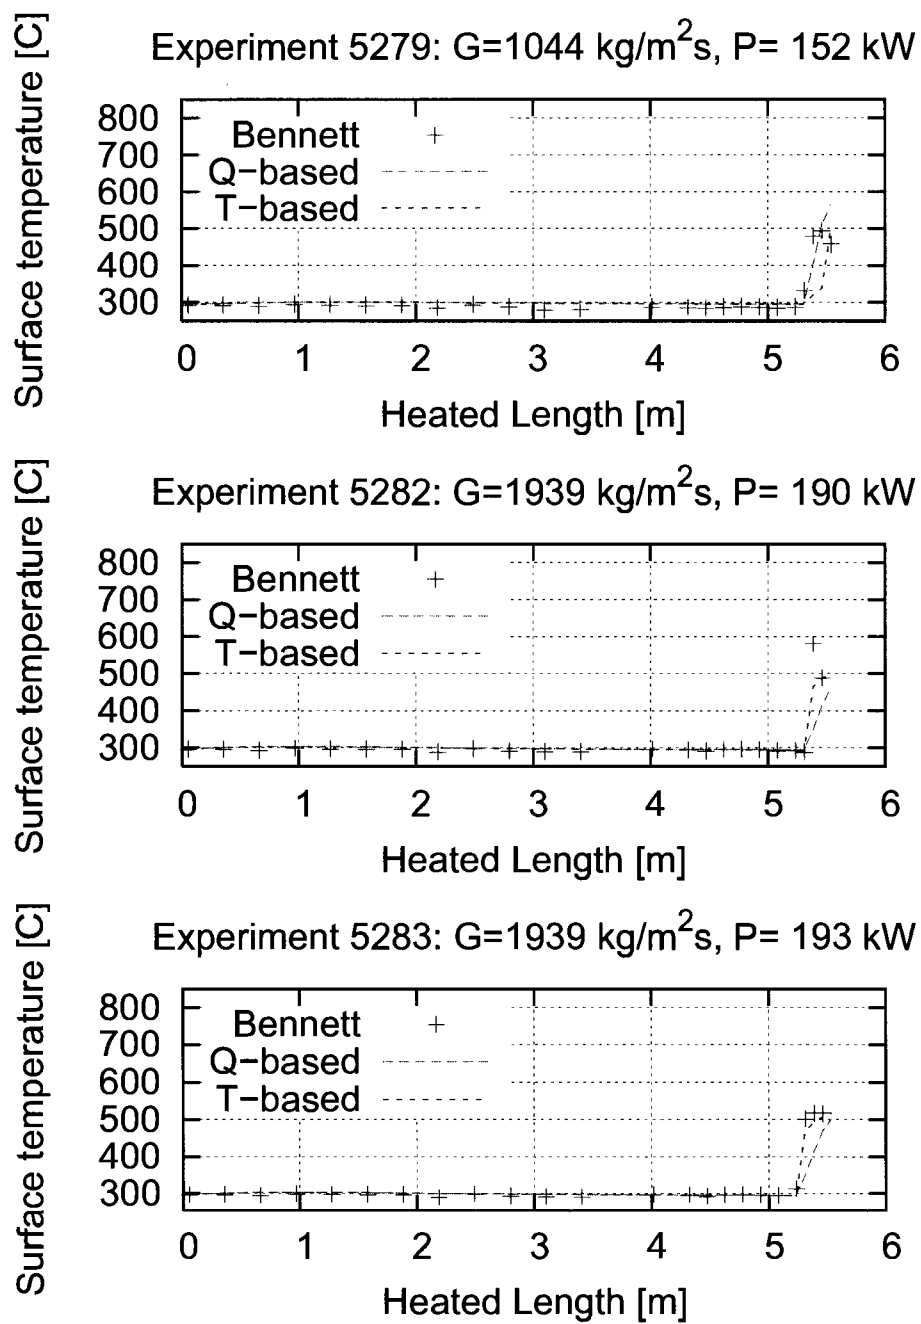 Experiment 5279: G=1044 kg/m²s, P= 152 kW
Surface temperature [C]
800
700
600
500
400
300
Bennett
Q−based
T−based
0 1 2 3 4 5 6
Heated Length [m]
Experiment 5282: G=1939 kg/m²s, P= 190 kW
Surface temperature [C]
800
700
600
500
400
300
Bennett
Q−based
T−based
0 1 2 3 4 5 6
Heated Length [m]
Experiment 5283: G=1939 kg/m²s, P= 193 kW
Surface temperature [C]
800
700
600
500
400
300
Bennett
Q−based
T−based
0 1 2 3 4 5 6
Heated Length [m]